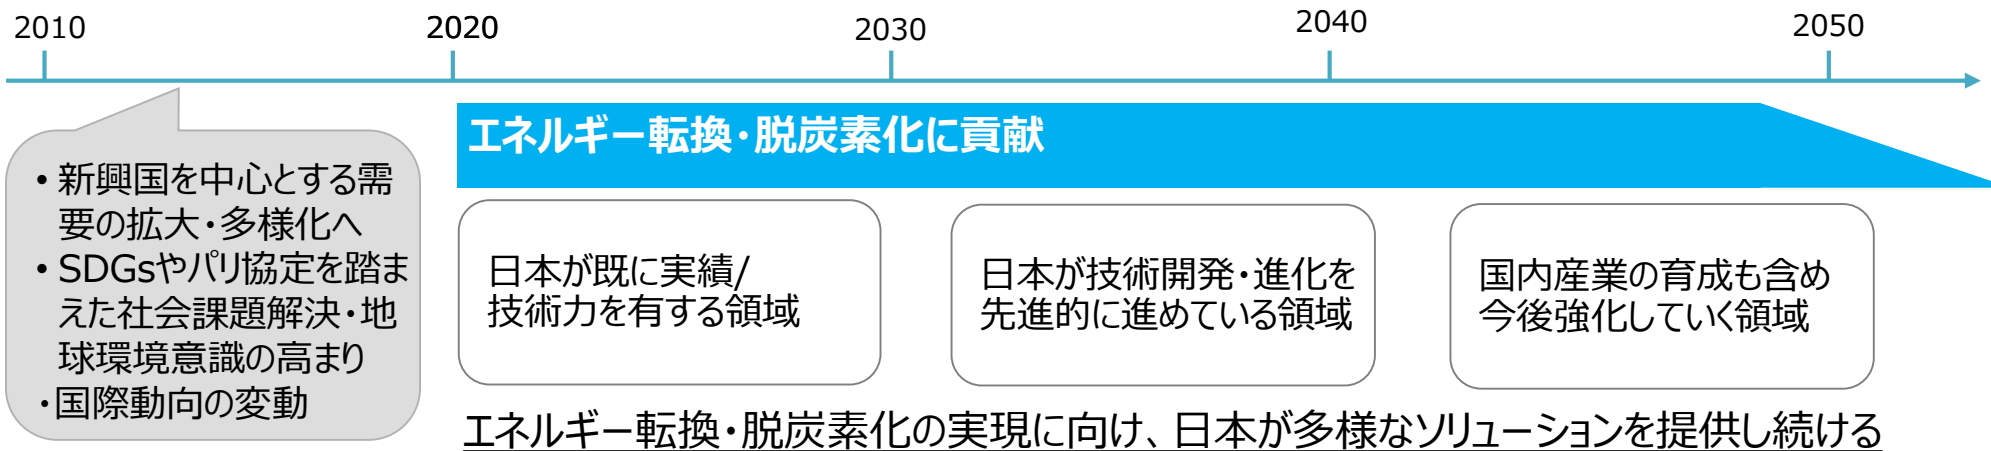 2010 2020 2030 2040 2050
エネルギー転換・脱炭素化に貢献
• 新興国を中心とする需
要の拡大・多様化へ
• SDGsやパリ協定を踏ま
えた社会課題解決・地
球環境意識の高まり
・国際動向の変動
日本が既に実績/
技術力を有する領域
日本が技術開発・進化を
先進的に進めている領域
国内産業の育成も含め
今後強化していく領域
エネルギー転換・脱炭素化の実現に向け、日本が多様なソリューションを提供し続ける